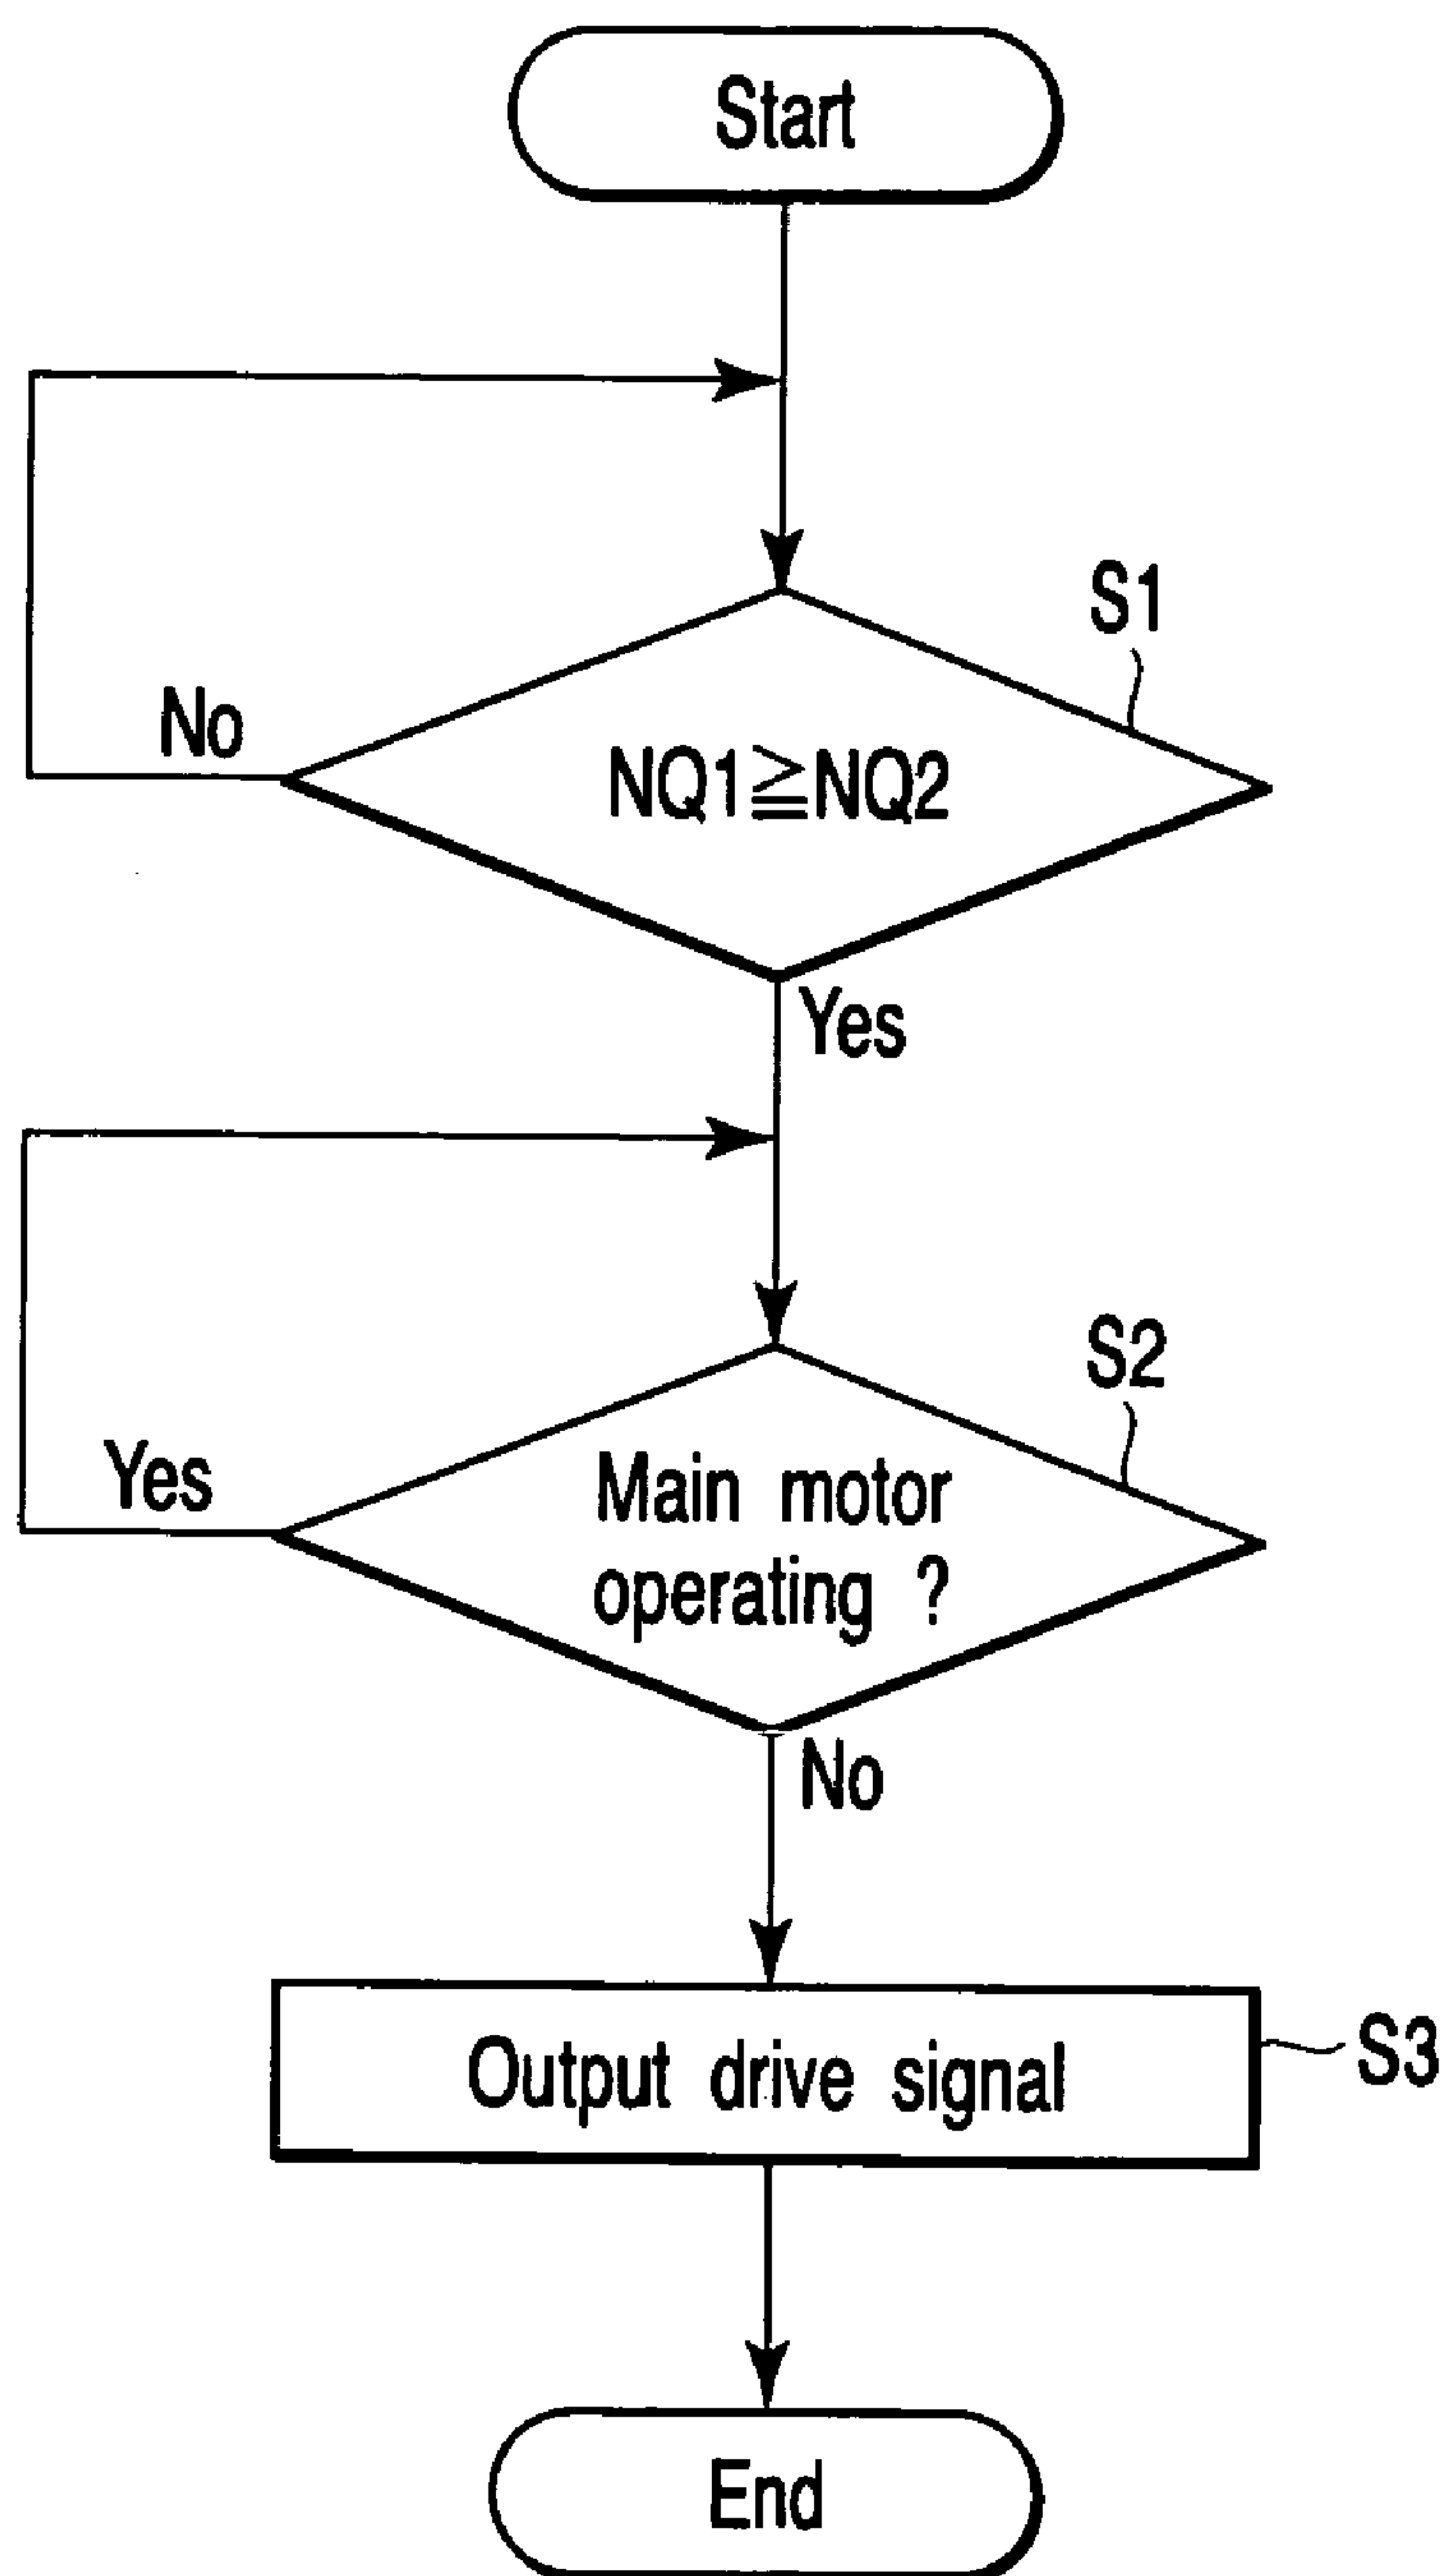 Start
S1
No
NQ1≧NQ2
Yes
S2
Yes
Main motor
operating ?
No
Output drive signal
S3
End